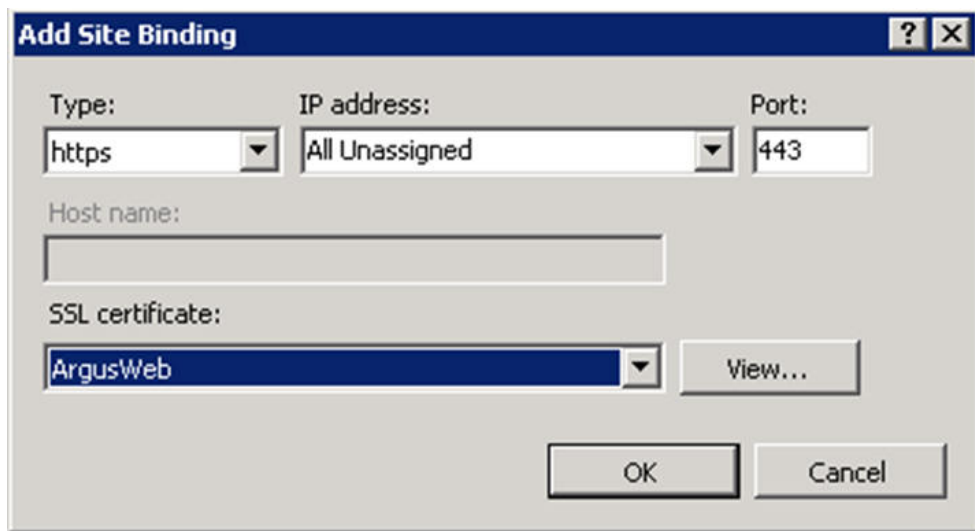 Add Site Binding ?
Type: IP address: Port:
https All Unassigned 443
Host name:
SSL certificate:
ArgusWeb View...
OK Cancel